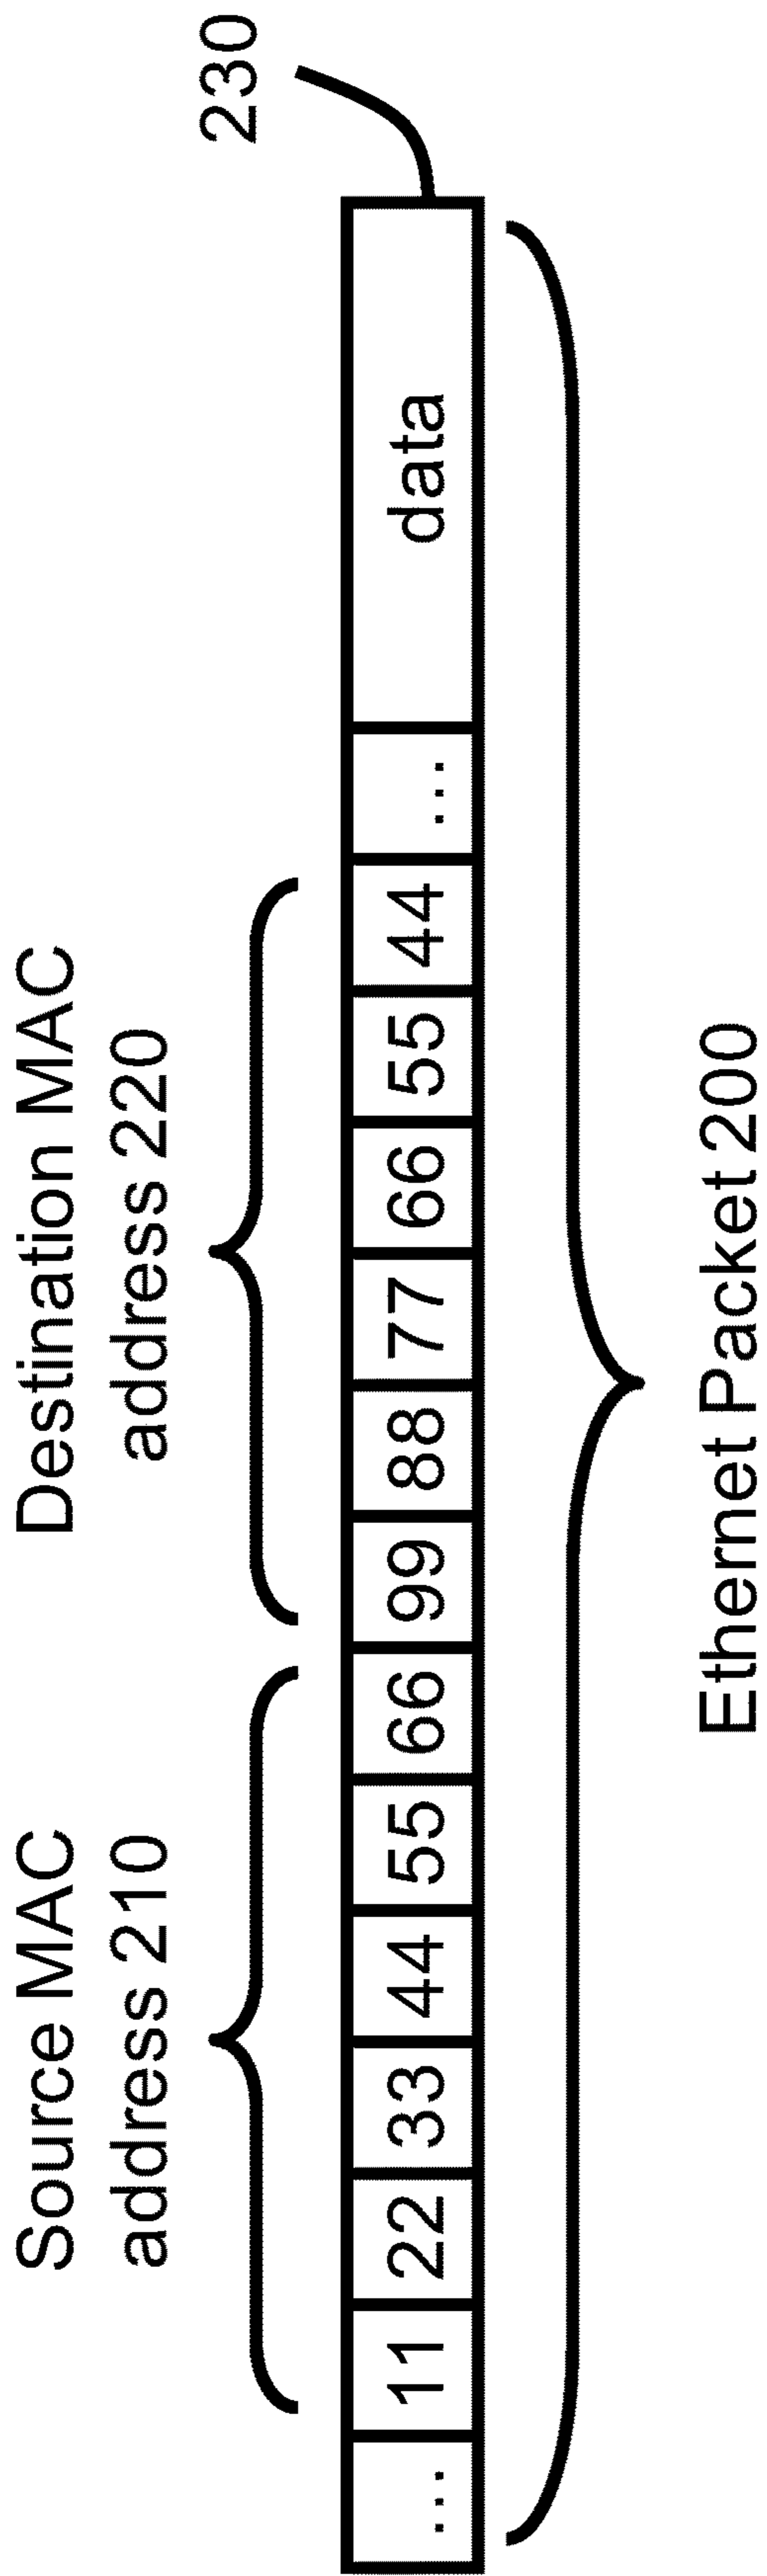 Source MAC
address 210
Destination MAC
address 220
230
... 11 22 33 44 55 66 99 88 77 66 55 44 ... data
Ethernet Packet 200